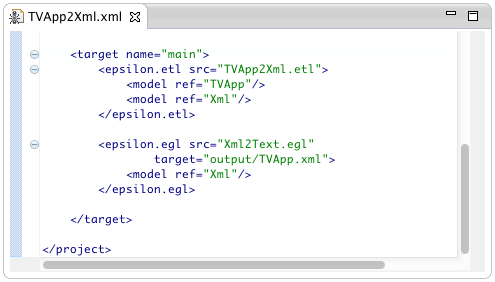 TVApp2Xml.xml
<target name="main">
<epsilon.etl src="TVApp2Xml.etl">
<model ref="TVApp"/>
<model ref="Xml"/>
</epsilon.etl>
<epsilon.egl src="Xml2Text.egl"
target="output/TVApp.xml">
<model ref="Xml"/>
</epsilon.egl>
</target>
</project>